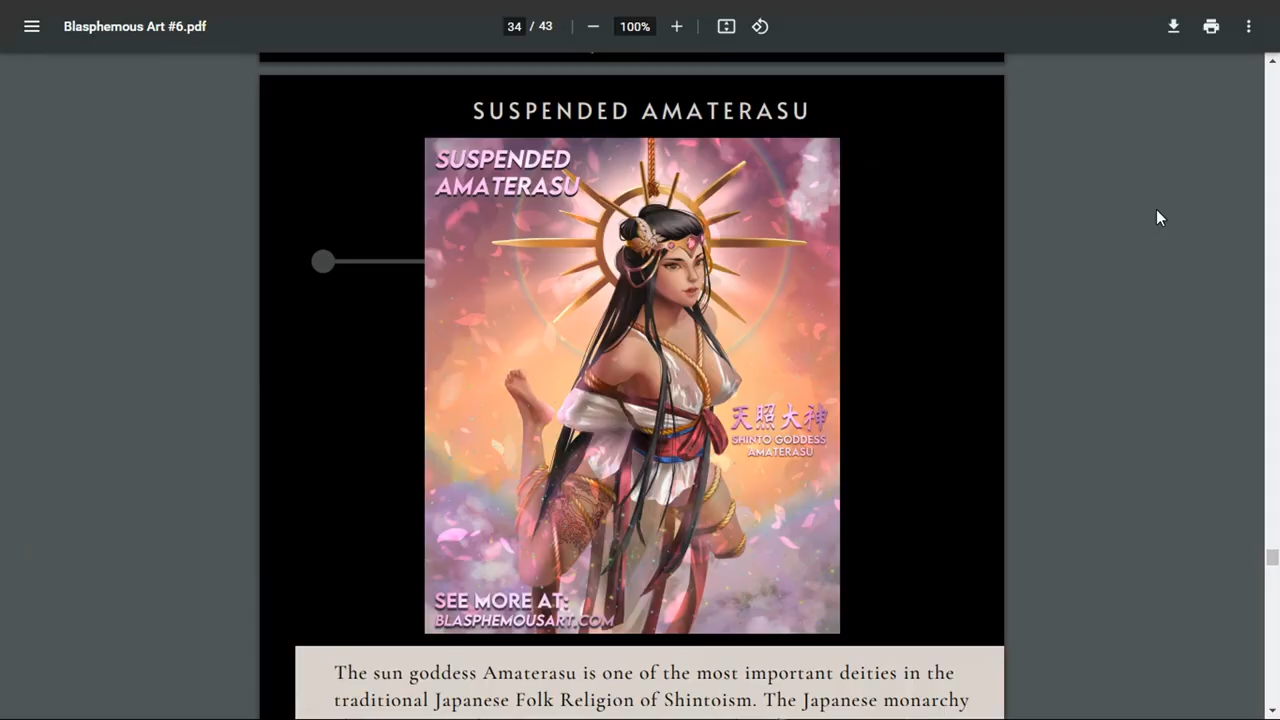 Blasphemous Art #6.pdf
34 / 43
100%
SUSPENDED AMATERASU
SUSPENDED
AMATERASU
天照大神
SHINTO GODDESS
AMATERASU
SEE MORE AT:
BLASPHEMOUSART.COM
The sun goddess Amaterasu is one of the most important deities in the
traditional Japanese Folk Religion of Shintoism. The Japanese monarchy